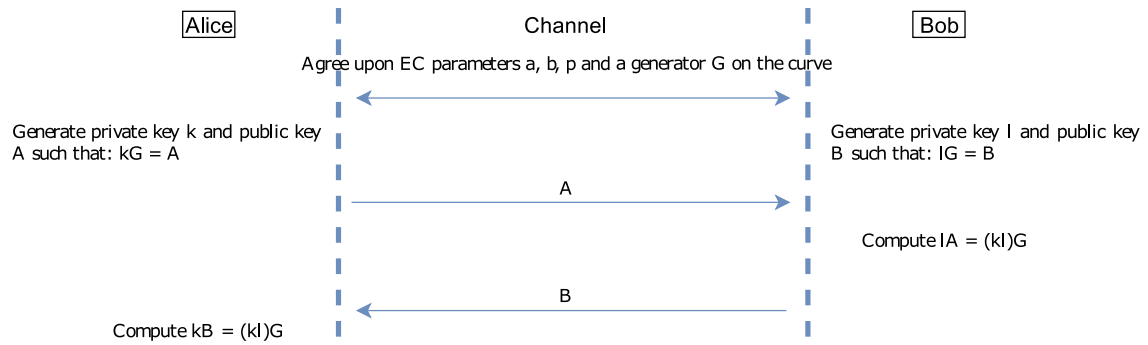 Alice
Channel
Bob
Agree upon EC parameters a, b, p and a generator G on the curve
Generate private key k and public key
A such that: kG = A
Generate private key l and public key
B such that: lG = B
A
Compute lA = (kl)G
B
Compute kB = (kl)G